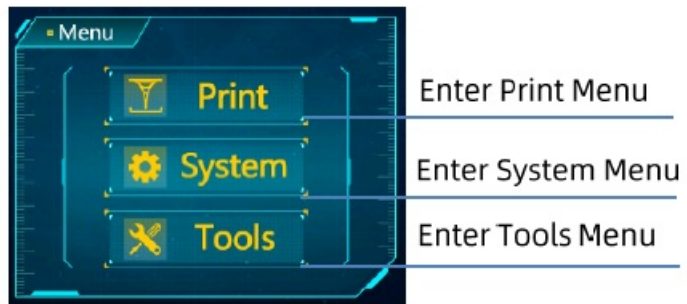 Menu
Print
Enter Print Menu
System
Enter System Menu
Tools
Enter Tools Menu